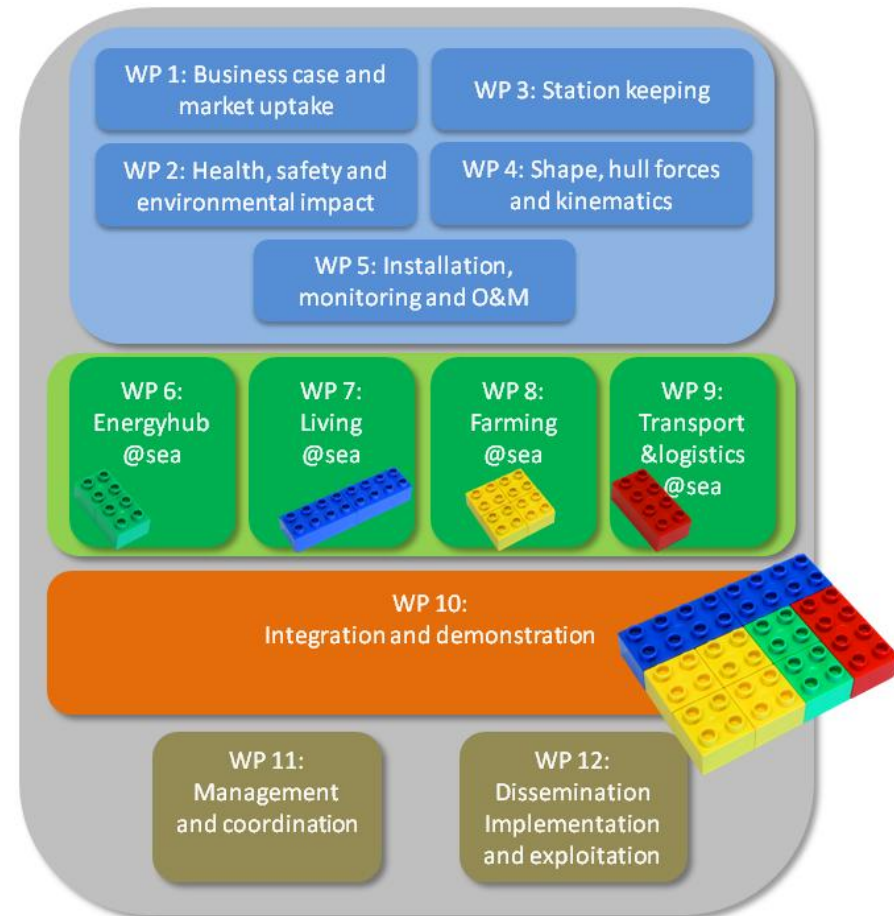 WP 1: Business case and
market uptake
WP 3: Station keeping
WP 2: Health, safety and
environmental impact
WP 4: Shape, hull forces
and kinematics
WP 5: Installation,
monitoring and O&M
WP 6:
Energyhub
@sea
WP 7:
Living
@sea
WP 8:
Farming
@sea
WP 9:
Transport
&logistics
@sea
WP 10:
Integration and demonstration
WP 11:
Management
and coordination
WP 12:
Dissemination
Implementation
and exploitation